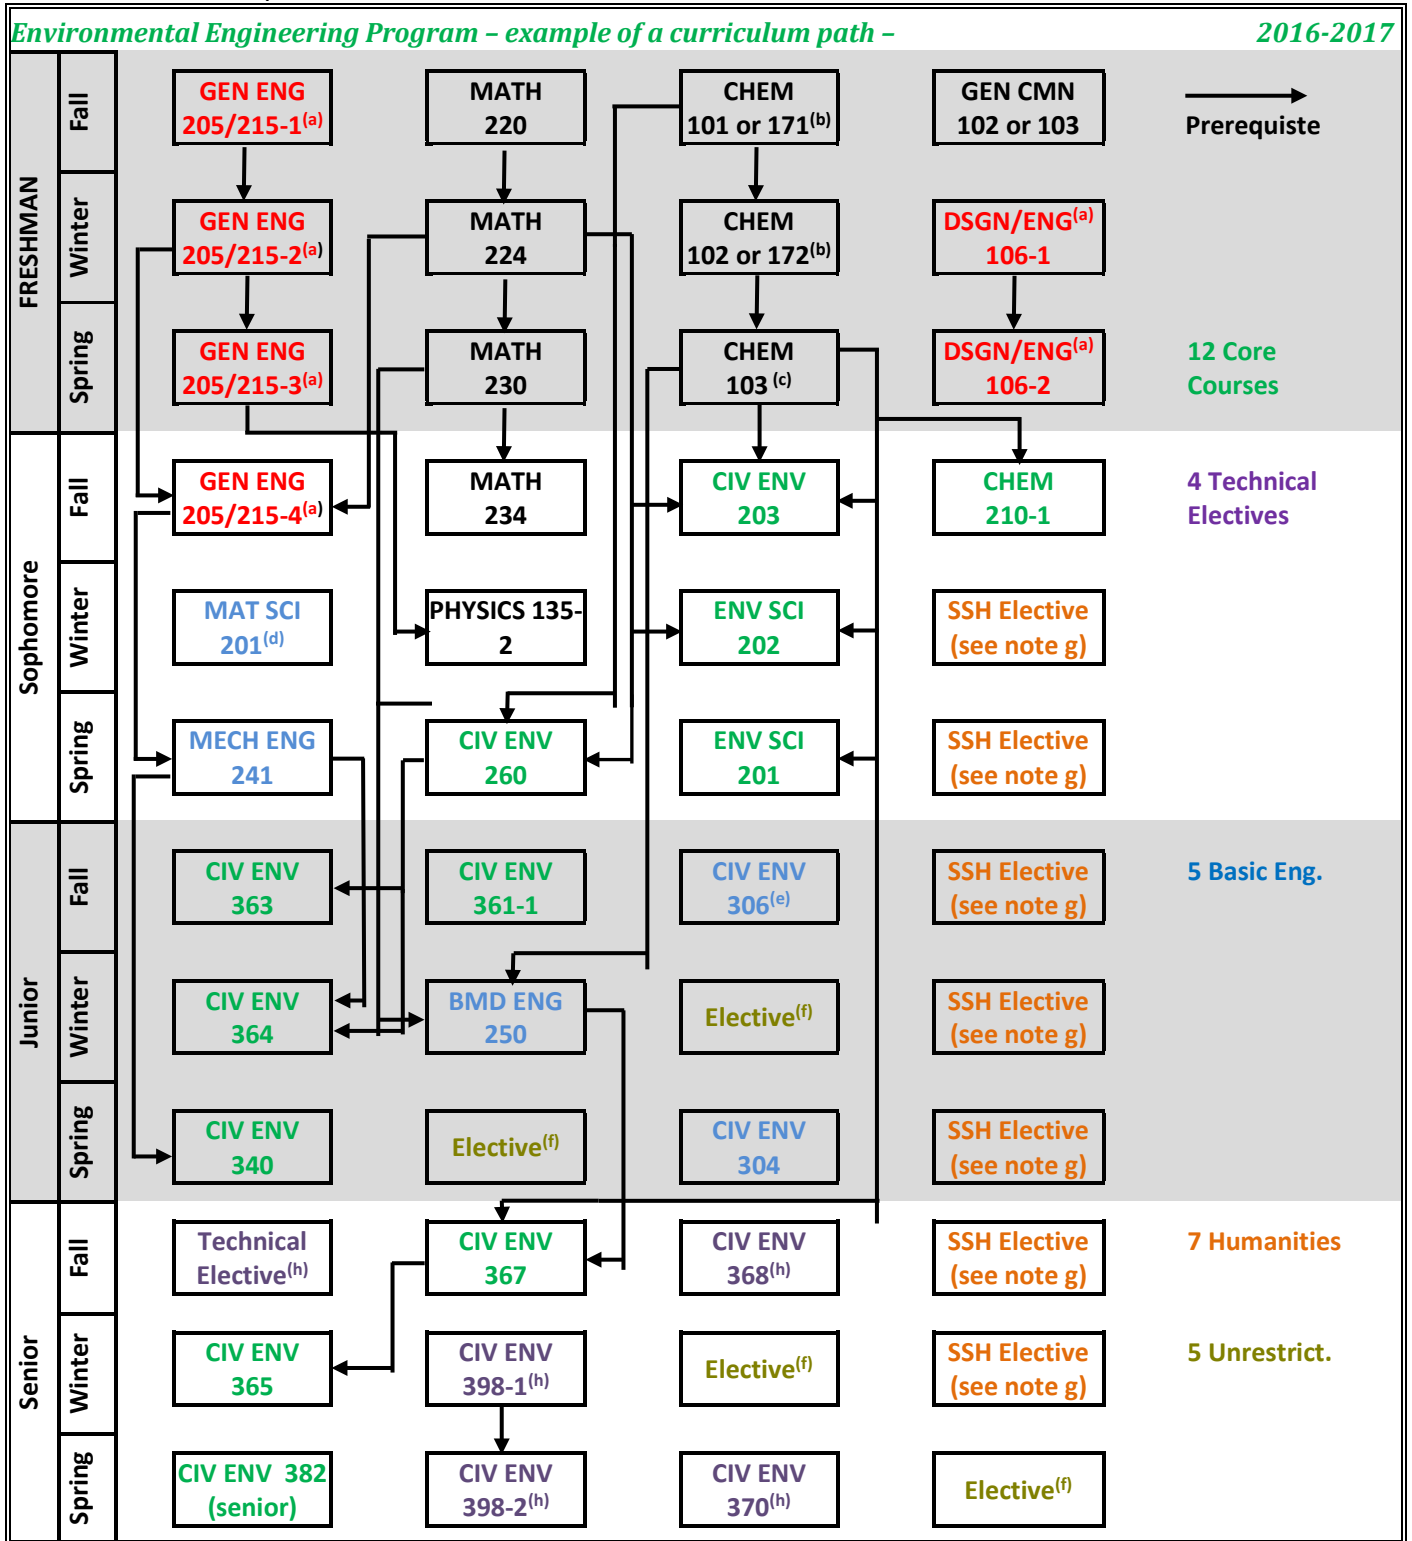 Environmental Engineering Program – example of a curriculum path – 2016-2017
FRESHMAN
Fall
GEN ENG
205/215-1(a)
MATH
220
CHEM
101 or 171(b)
GEN CMN
102 or 103
Prerequiste
Winter
GEN ENG
205/215-2(a)
MATH
224
CHEM
102 or 172(b)
DSGN/ENG(a)
106-1
Spring
GEN ENG
205/215-3(a)
MATH
230
CHEM
103 (c)
DSGN/ENG(a)
106-2
12 Core
Courses
Sophomore
Fall
GEN ENG
205/215-4(a)
MATH
234
CIV ENV
203
CHEM
210-1
4 Technical
Electives
Winter
MAT SCI
201(d)
PHYSICS 135-
2
ENV SCI
202
SSH Elective
(see note g)
Spring
MECH ENG
241
CIV ENV
260
ENV SCI
201
SSH Elective
(see note g)
Junior
Fall
CIV ENV
363
CIV ENV
361-1
CIV ENV
306(e)
SSH Elective
(see note g)
5 Basic Eng.
Winter
CIV ENV
364
BMD ENG
250
Elective(f)
SSH Elective
(see note g)
Spring
CIV ENV
340
Elective(f)
CIV ENV
304
SSH Elective
(see note g)
Senior
Fall
Technical
Elective(h)
CIV ENV
367
CIV ENV
368(h)
SSH Elective
(see note g)
7 Humanities
Winter
CIV ENV
365
CIV ENV
398-1(h)
Elective(f)
SSH Elective
(see note g)
5 Unrestrict.
Spring
CIV ENV 382
(senior)
CIV ENV
398-2(h)
CIV ENV
370(h)
Elective(f)